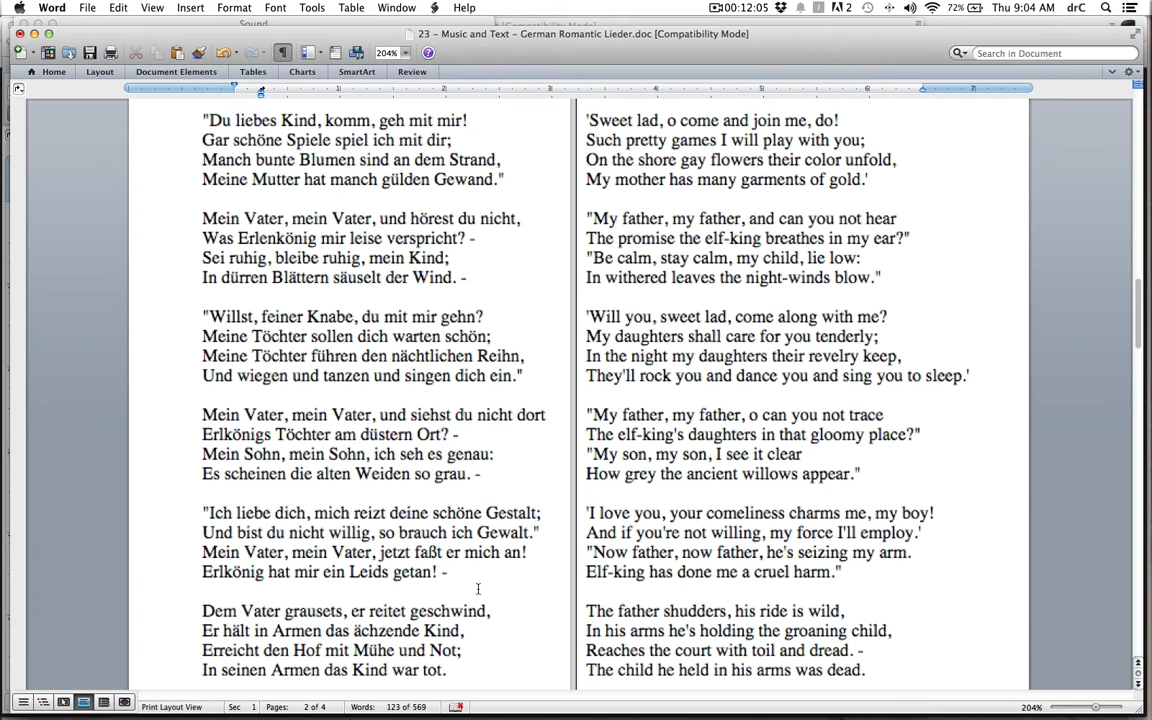 Word File Edit View Insert Format Font Tools Table Window Help 00:12:05 2 72% Thu 9:04 AM drC
Sound [Compatibility Mode]
23 – Music and Text – German Romantic Lieder.doc [Compatibility Mode]
204% Search in Document
Home Layout Document Elements Tables Charts SmartArt Review
1 2 3 4 5 6 7
"Du liebes Kind, komm, geh mit mir!
Gar schöne Spiele spiel ich mit dir;
Manch bunte Blumen sind an dem Strand,
Meine Mutter hat manch gülden Gewand."
Mein Vater, mein Vater, und hörest du nicht,
Was Erlenkönig mir leise verspricht? -
Sei ruhig, bleibe ruhig, mein Kind;
In dürren Blättern säuselt der Wind. -
"Willst, feiner Knabe, du mit mir gehn?
Meine Töchter sollen dich warten schön;
Meine Töchter führen den nächtlichen Reihn,
Und wiegen und tanzen und singen dich ein."
Mein Vater, mein Vater, und siehst du nicht dort
Erlkönigs Töchter am düstern Ort? -
Mein Sohn, mein Sohn, ich seh es genau:
Es scheinen die alten Weiden so grau. -
"Ich liebe dich, mich reizt deine schöne Gestalt;
Und bist du nicht willig, so brauch ich Gewalt."
Mein Vater, mein Vater, jetzt faßt er mich an!
Erlkönig hat mir ein Leids getan! -
Dem Vater grausets, er reitet geschwind,
Er hält in Armen das ächzende Kind,
Erreicht den Hof mit Mühe und Not;
In seinen Armen das Kind war tot.
'Sweet lad, o come and join me, do!
Such pretty games I will play with you;
On the shore gay flowers their color unfold,
My mother has many garments of gold.'
"My father, my father, and can you not hear
The promise the elf-king breathes in my ear?"
"Be calm, stay calm, my child, lie low:
In withered leaves the night-winds blow."
'Will you, sweet lad, come along with me?
My daughters shall care for you tenderly;
In the night my daughters their revelry keep,
They'll rock you and dance you and sing you to sleep.'
"My father, my father, o can you not trace
The elf-king's daughters in that gloomy place?"
"My son, my son, I see it clear
How grey the ancient willows appear."
'I love you, your comeliness charms me, my boy!
And if you're not willing, my force I'll employ.'
"Now father, now father, he's seizing my arm.
Elf-king has done me a cruel harm."
The father shudders, his ride is wild,
In his arms he's holding the groaning child,
Reaches the court with toil and dread. -
The child he held in his arms was dead.
Print Layout View Sec 1 Pages: 2 of 4 Words: 123 of 569 204%